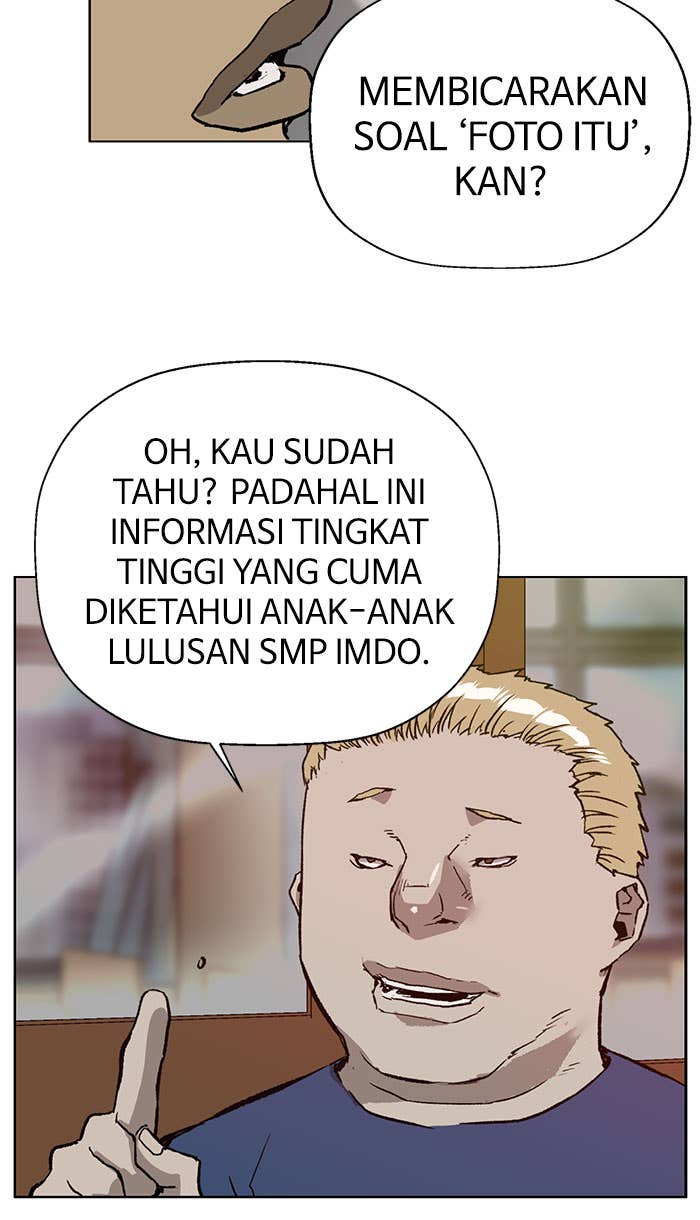 MEMBICARAKAN
SOAL ‘FOTO ITU’,
KAN?
OH, KAU SUDAH
TAHU? PADAHAL INI
INFORMASI TINGKAT
TINGGI YANG CUMA
DIKETAHUI ANAK-ANAK
LULUSAN SMP IMDO.